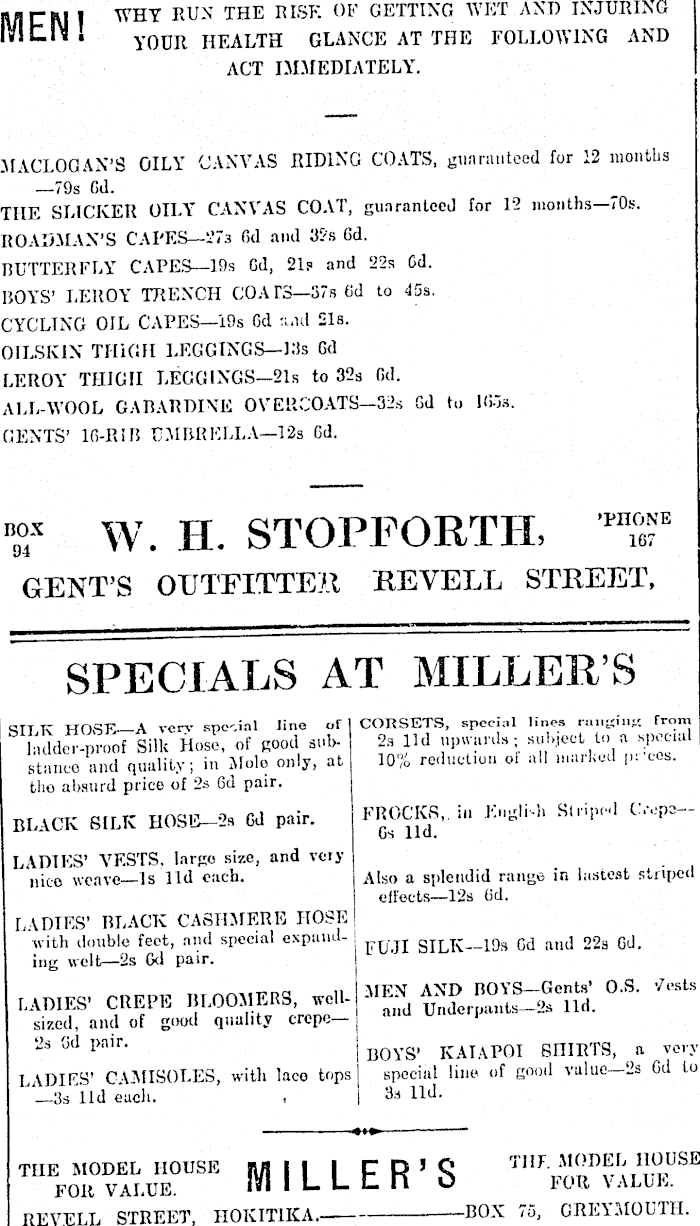 MEN! WHY RUN THE RISK OF GETTING WET AND INJURING
YOUR HEALTH GLANCE AT THE FOLLOWING AND
ACT IMMEDIATELY.
MACLOGAN'S OILY CANVAS RIDING COATS, guaranteed for 12 months
—79s 6d.
THE SLICKER OILY CANVAS COAT, guaranteed for 12 months—70s.
ROADMAN'S CAPES—27s 6d and 32s 6d.
BUTTERFLY CAPES—19s 6d, 21s and 22s 6d.
BOYS' LEROY TRENCH COATS—37s 6d to 45s.
CYCLING OIL CAPES—19s 6d and 21s.
OILSKIN THIGH LEGGINGS—13s 6d
LEROY THIGH LEGGINGS—21s to 32s 6d.
ALL-WOOL GABARDINE OVERCOATS—32s 6d to 165s.
GENTS' 16-RIB UMBRELLA—12s 6d.
BOX 94
W. H. STOPFORTH,
'PHONE 167
GENT'S OUTFITTER REVELL STREET,
SPECIALS AT MILLER'S
SILK HOSE—A very special line of
ladder-proof Silk Hose, of good sub-
stance and quality; in Mole only, at
the absurd price of 2s 6d pair.
BLACK SILK HOSE—2s 6d pair.
LADIES' VESTS, large size, and very
nice weave—1s 11d each.
LADIES' BLACK CASHMERE HOSE
with double feet, and special expand-
ing welt—2s 6d pair.
LADIES' CREPE BLOOMERS, well-
sized, and of good quality crepe—
2s 6d pair.
LADIES' CAMISOLES, with lace tops
—3s 11d each.
CORSETS, special lines ranging from
2s 11d upwards; subject to a special
10% reduction of all marked prices.
FROCKS, in English Striped Crepe—
6s 11d.
Also a splendid range in lastest striped
effects—12s 6d.
FUJI SILK—19s 6d and 22s 6d.
MEN AND BOYS—Gents' O.S. Vests
and Underpants—2s 11d.
BOYS' KAIAPOI SHIRTS, a very
special line of good value—2s 6d to
3s 11d.
THE MODEL HOUSE
FOR VALUE.
MILLER'S
THE MODEL HOUSE
FOR VALUE.
REVELL STREET, HOKITIKA.————BOX 75, GREYMOUTH.